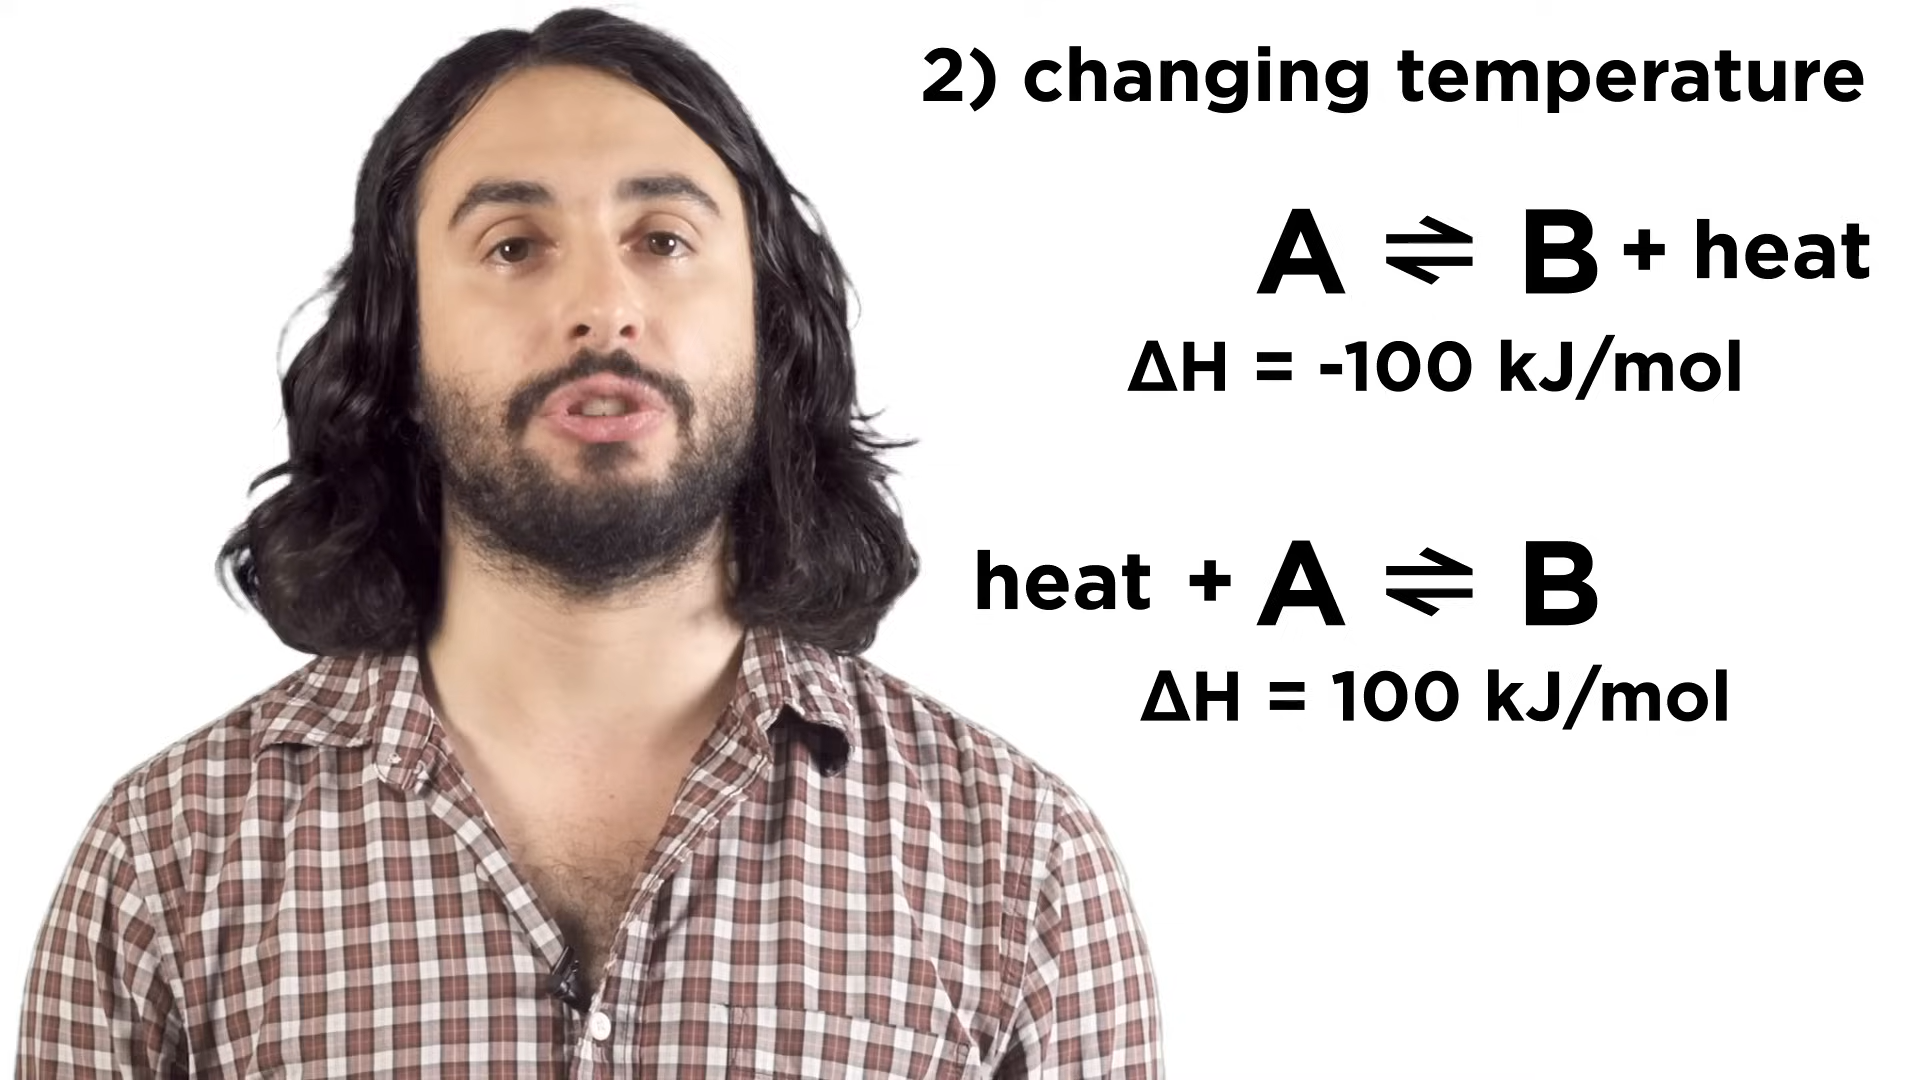 2) changing temperature
A ⇌ B + heat
ΔH = -100 kJ/mol
heat + A ⇌ B
ΔH = 100 kJ/mol